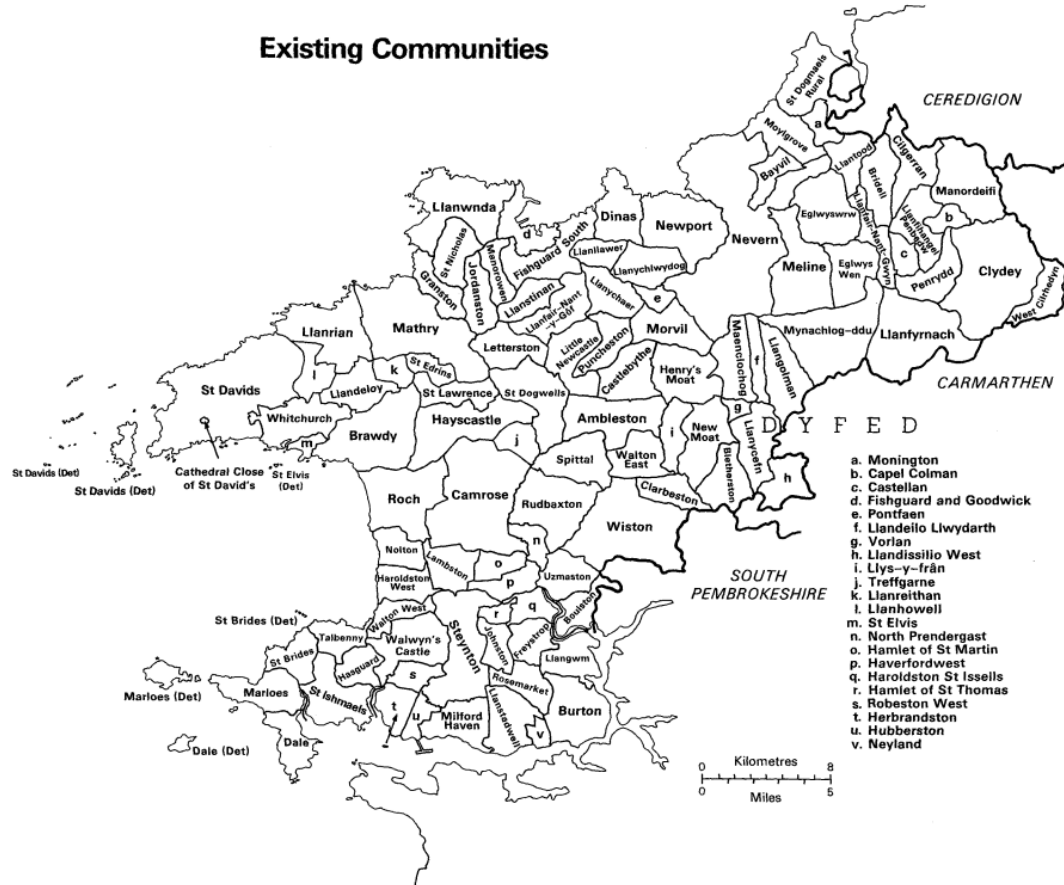 Existing Communities
CEREDIGION
St Dogmaels
Rural
a
Moylgrove
Bayvil
Llantood
Cilgerran
Bridell
Manordeifi
b
Llanfihangel
Penbedw
c
Llanfair-Nant-Gwyn
Eglwyswrw
Eglwys
Wen
Penrydd
Clydey
West Cilrhedyn
Llanwnda
d
Dinas
Newport
Nevern
Meline
St Nicholas
Manorowen
Fishguard South
Llanllawer
Llanychlwydog
Granston
Jordanston
Llanstinan
Llanfair-Nant
-y-Gôf
Llanychaer
e
Llanrian
Mathry
Letterston
Little
Newcastle
Puncheston
Morvil
Mynachlog-ddu
Llanfyrnach
Castlebythe
Henry's
Moat
Maenclochog
f
Llangolman
CARMARTHEN
St Davids
l
k
St Edrins
Llandeloy
St Lawrence
St Dogwells
Whitchurch
m
Brawdy
Hayscastle
j
Ambleston
i
New
Moat
g
Llanycefn
h
D Y F E D
St Davids (Det)
St Davids (Det)
Cathedral Close
of St David's
St Elvis
(Det)
Spittal
Walton
East
Bletherston
Clarbeston
Roch
Camrose
Rudbaxton
Wiston
n
Nolton
Lambston
o
p
Uzmaston
Haroldston
West
SOUTH
PEMBROKESHIRE
St Brides (Det)
Walton West
Steynton
r
q
Boulston
Talbenny
Walwyn's
Castle
Johnston
Freystrop
St Brides
Hasguard
s
Llangwm
Marloes (Det)
Marloes
St Ishmaels
Rosemarket
t
u
Milford
Haven
Llanstadwell
v
Burton
Dale (Det)
Dale
a. Monington
b. Capel Colman
c. Castellan
d. Fishguard and Goodwick
e. Pontfaen
f. Llandeilo Llwydarth
g. Vorlan
h. Llandissilio West
i. Llys-y-frân
j. Treffgarne
k. Llanreithan
l. Llanhowell
m. St Elvis
n. North Prendergast
o. Hamlet of St Martin
p. Haverfordwest
q. Haroldston St Issells
r. Hamlet of St Thomas
s. Robeston West
t. Herbrandston
u. Hubberston
v. Neyland
Kilometres
0 8
0 5
Miles